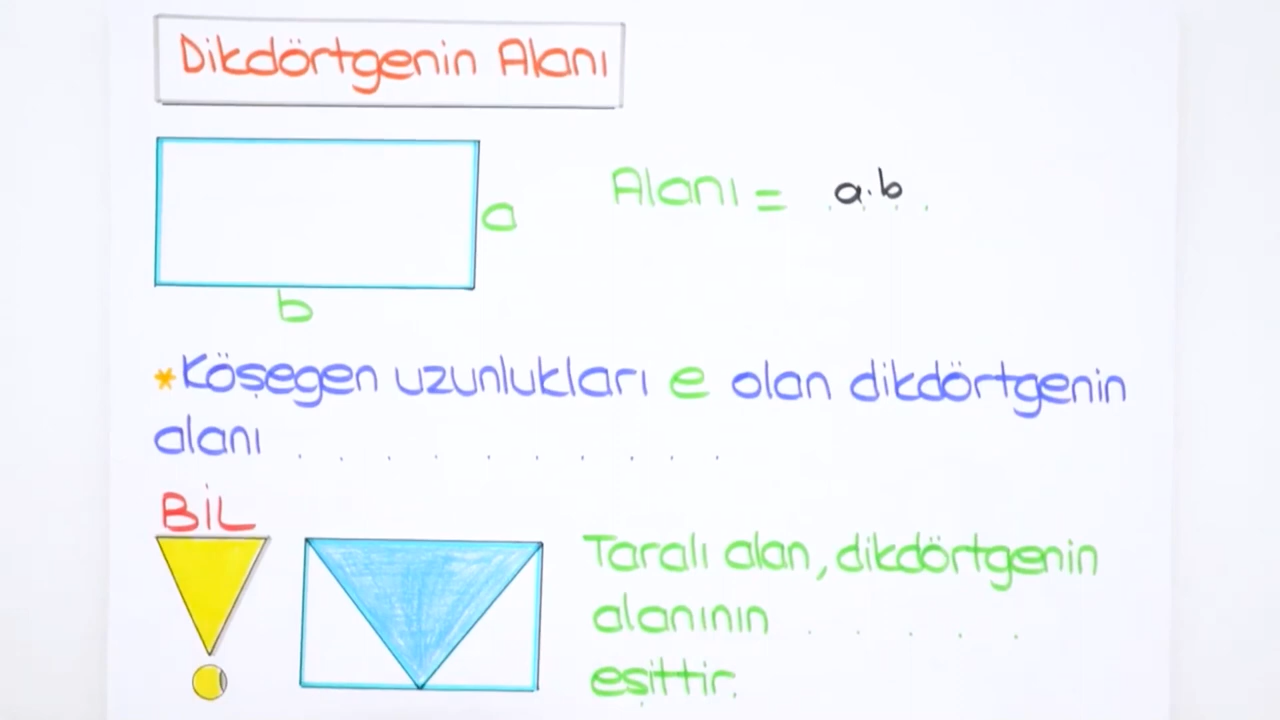 Dikdörtgenin Alanı
a
Alanı = a.b
b
*Köşegen uzunlukları e olan dikdörtgenin
alanı . . . . . . . . . .
BİL
Taralı alan, dikdörtgenin
alanının . . . . .
eşittir.